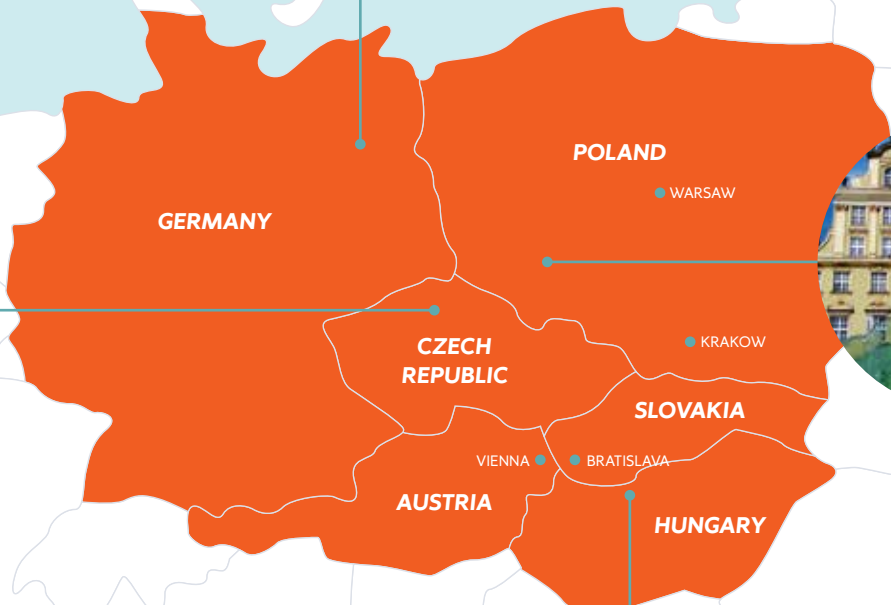 POLAND
WARSAW
GERMANY
KRAKOW
CZECH
REPUBLIC
SLOVAKIA
VIENNA
BRATISLAVA
AUSTRIA
HUNGARY